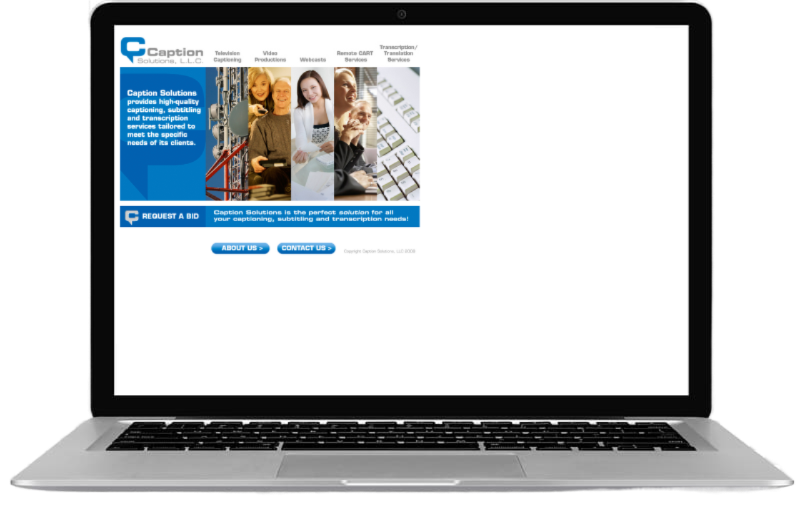 Caption
Solutions, L.L.C.
Television
Captioning
Video
Productions
Webcasts
Remote CART
Services
Transcription/
Translation
Services
Caption Solutions
provides high-quality
captioning, subtitling
and transcription
services tailored to
meet the specific
needs of its clients.
REQUEST A BID
Caption Solutions is the perfect solution for all
your captioning, subtitling and transcription needs!
ABOUT US >
CONTACT US >
Copyright Caption Solutions, LLC